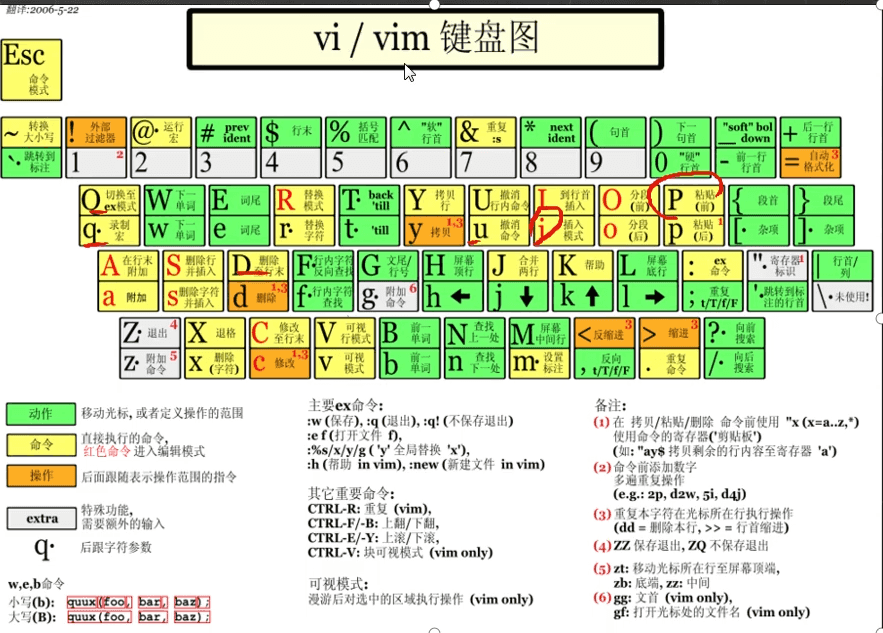 翻译:2006-5-22
vi / vim 键盘图
Esc 命令模式
~ 转换大小写
! 外部过滤器
@· 运行宏
# prev ident
$ 行末
% 括号匹配
^ "软"行首
& 重复 :s
* next ident
( 句首
) 下一句首
"soft" bol down
+ 后一行行首
`· 跳转到标注
1 2
2
3
4
5
6
7
8
9
0 "硬"行首
- 前一行行首
= 自动格式化 3
Q 切换至ex模式
W 下一单词
E 词尾
R 替换模式
T· back 'till
Y 拷贝行
U 撤消行内命令
I 到行首插入
O 分段(前)
P 粘贴(前)
{ 段首
} 段尾
q· 录制宏
w 下一单词
e 词尾
r· 替换字符
t· 'till
y 拷贝 1,3
u 撤消命令
i 插入模式
o 分段(后)
p 粘贴(后) 1
[· 杂项
]· 杂项
A 在行末附加
S 删除行并插入
D 删除至行末
F· 行内字符反向查找
G 文尾/行号
H 屏幕顶行
J 合并两行
K 帮助
L 屏幕底行
: ex命令
"· 寄存器标识 1
| 行首/列
a 附加
s 删除字符并插入
d 删除 1,3
f· 行内字符查找
g· 附加命令 6
h ←
j ↓
k ↑
l →
; 重复t/T/f/F
'· 跳转到标注的行首
\· 未使用!
Z· 退出 4
X 退格
C 修改至行末
V 可视行模式
B 前一单词
N 查找上一处
M 屏幕中间行
< 反缩进 3
> 缩进 3
?· 向前搜索
z· 附加命令 5
x 删除(字符)
c 修改 1,3
v 可视模式
b 前一单词
n 查找下一处
m· 设置标注
, 反向t/T/f/F
. 重复命令
/· 向后搜索
动作 移动光标, 或者定义操作的范围
命令 直接执行的命令,
红色命令 进入编辑模式
操作 后面跟随表示操作范围的指令
extra 特殊功能,
需要额外的输入
q· 后跟字符参数
w,e,b命令
小写(b): quux(foo, bar, baz);
大写(B): quux(foo, bar, baz);
主要ex命令:
:w (保存), :q (退出), :q! (不保存退出)
:e f (打开文件 f),
:%s/x/y/g ( 'y' 全局替换 'x'),
:h (帮助 in vim), :new (新建文件 in vim)
其它重要命令:
CTRL-R: 重复 (vim),
CTRL-F/-B: 上翻/下翻,
CTRL-E/-Y: 上滚/下滚,
CTRL-V: 块可视模式 (vim only)
可视模式:
漫游后对选中的区域执行操作 (vim only)
备注:
(1) 在 拷贝/粘贴/删除 命令前使用 "x (x=a..z,*)
使用命令的寄存器('剪贴板')
(如: "ay$ 拷贝剩余的行内容至寄存器 'a')
(2) 命令前添加数字
多遍重复操作
(e.g.: 2p, d2w, 5i, d4j)
(3) 重复本字符在光标所在行执行操作
(dd = 删除本行, >> = 行首缩进)
(4) ZZ 保存退出, ZQ 不保存退出
(5) zt: 移动光标所在行至屏幕顶端,
zb: 底端, zz: 中间
(6) gg: 文首 (vim only),
gf: 打开光标处的文件名 (vim only)